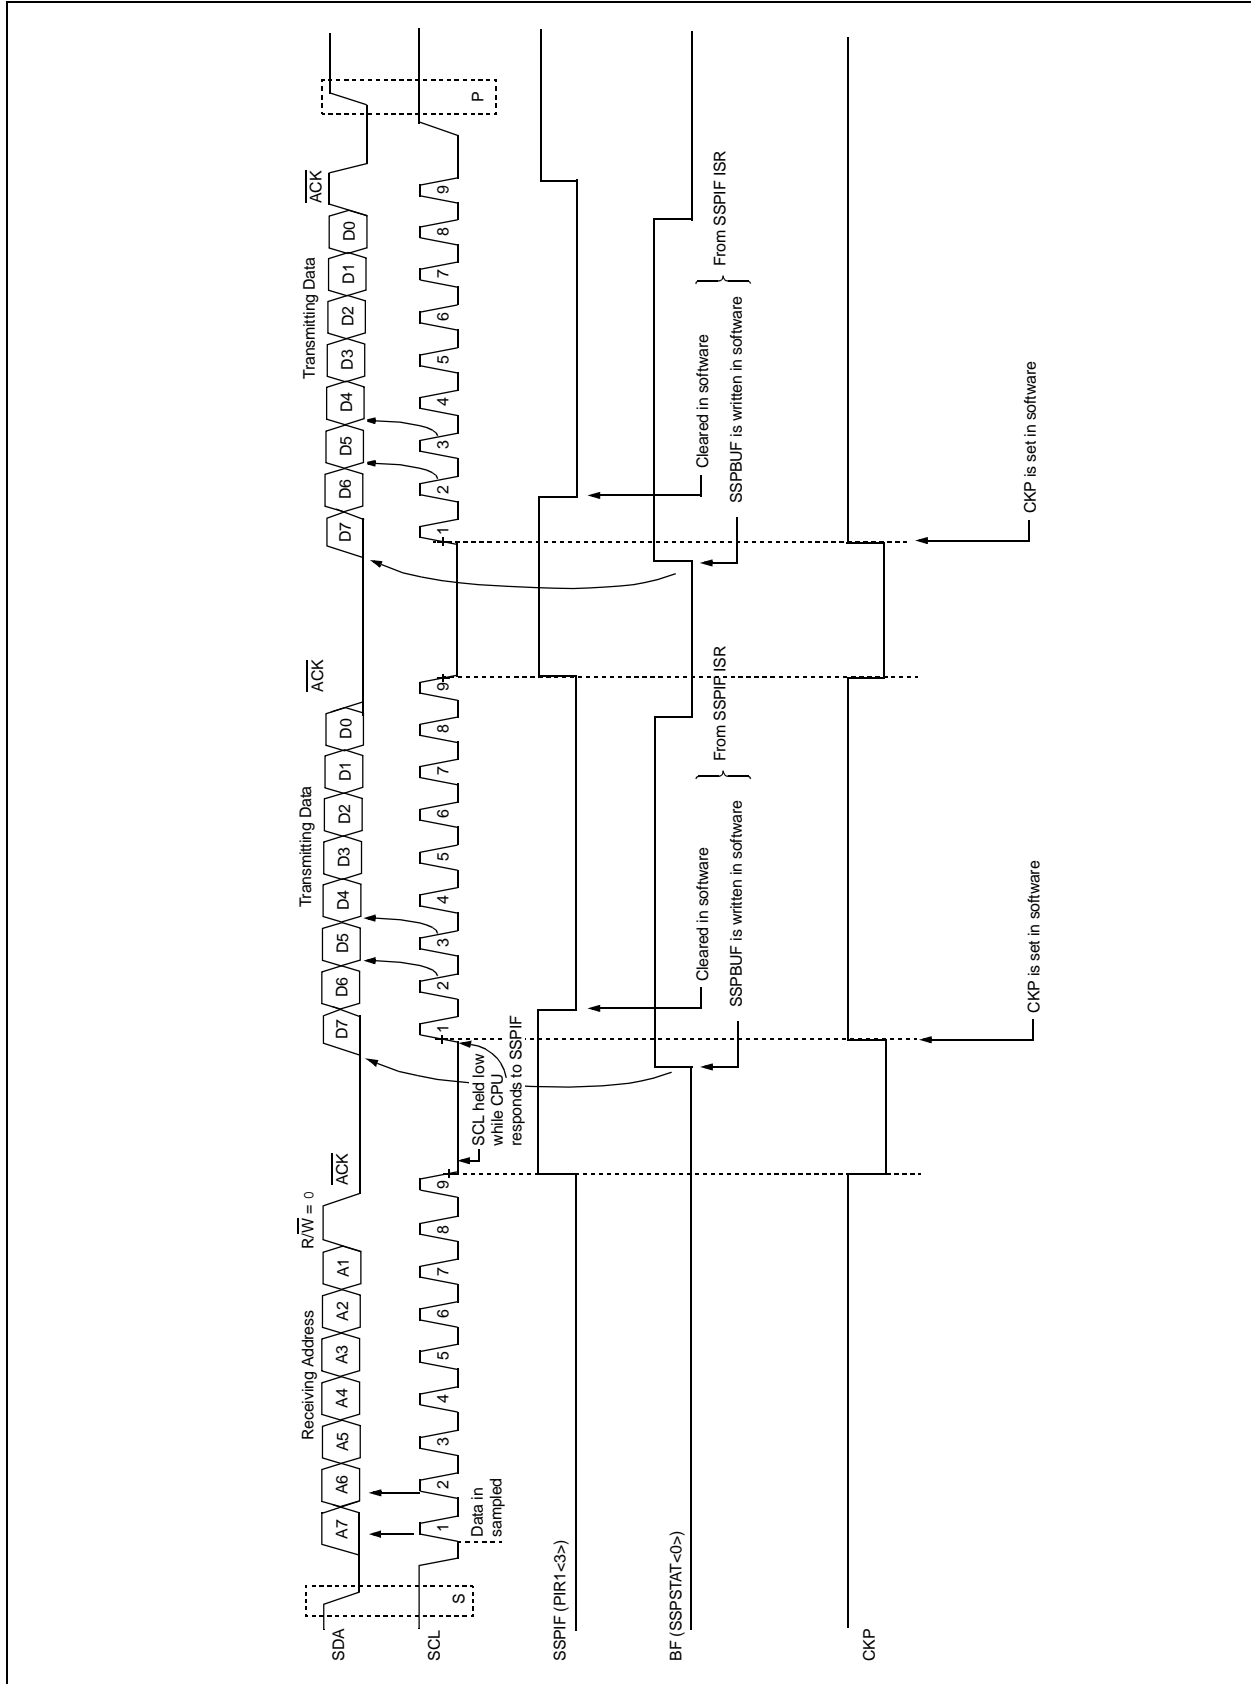 Receiving Address
R/W = 0
ACK
Transmitting Data
ACK
Transmitting Data
ACK
SDA
A7
A6
A5
A4
A3
A2
A1
D7
D6
D5
D4
D3
D2
D1
D0
D7
D6
D5
D4
D3
D2
D1
D0
SCL
1
2
3
4
5
6
7
8
9
1
2
3
4
5
6
7
8
9
1
2
3
4
5
6
7
8
9
S
Data in
sampled
SCL held low
while CPU
responds to SSPIF
P
SSPIF (PIR1<3>)
BF (SSPSTAT<0>)
Cleared in software
SSPBUF is written in software
From SSPIF ISR
Cleared in software
SSPBUF is written in software
From SSPIF ISR
CKP
CKP is set in software
CKP is set in software